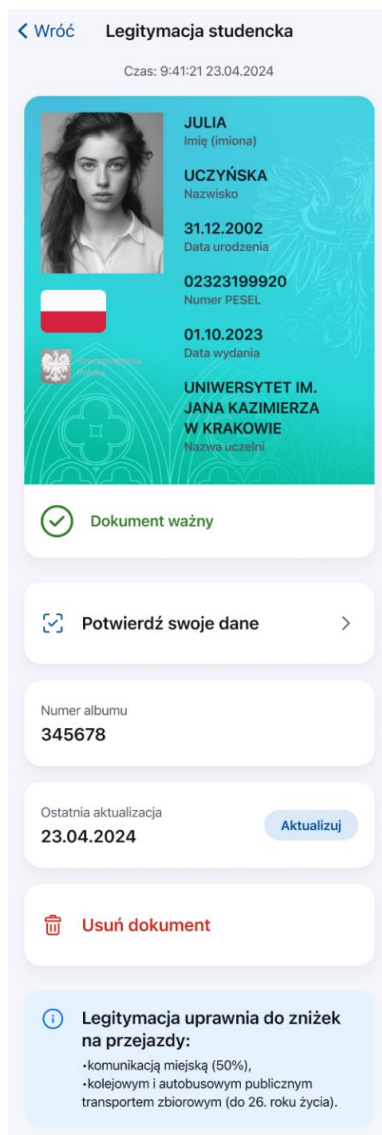 Wróć
Legitymacja studencka
Czas: 9:41:21 23.04.2024
JULIA
Imię (imiona)
UCZYŃSKA
Nazwisko
31.12.2002
Data urodzenia
02323199920
Numer PESEL
Rzeczpospolita
Polska
01.10.2023
Data wydania
UNIWERSYTET IM.
JANA KAZIMIERZA
W KRAKOWIE
Nazwa uczelni
Dokument ważny
Potwierdź swoje dane
Numer albumu
345678
Ostatnia aktualizacja
23.04.2024
Aktualizuj
Usuń dokument
Legitymacja uprawnia do zniżek
na przejazdy:
•komunikacją miejską (50%),
•kolejowym i autobusowym publicznym
transportem zbiorowym (do 26. roku życia).